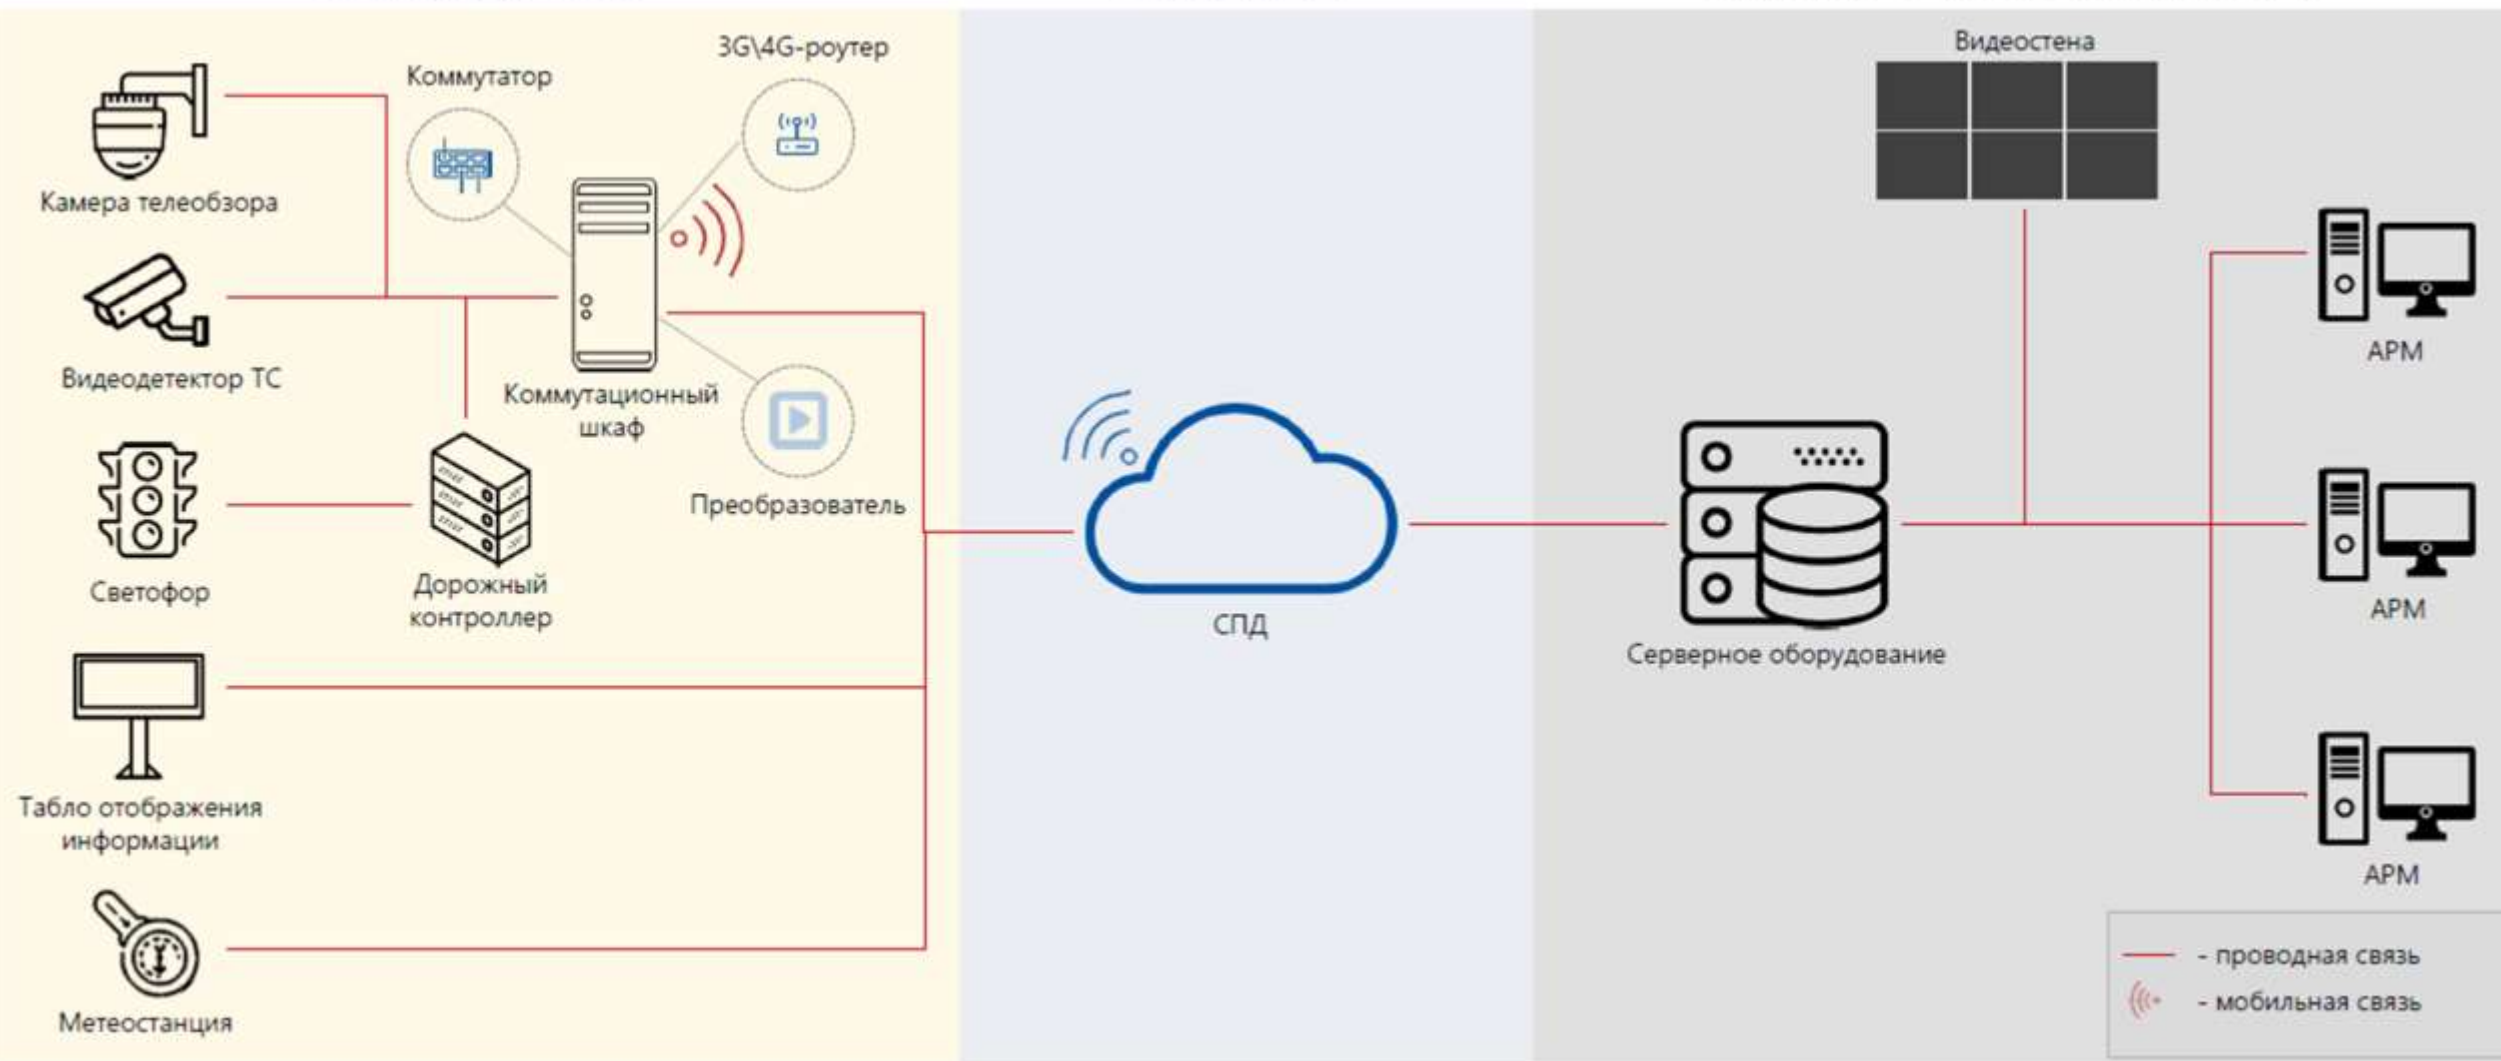 3G\4G-роутер
Коммутатор
Видеостена
Камера телеобзора
АРМ
Видеодетектор ТС
Коммутационный
шкаф
Преобразователь
Светофор
Дорожный
контроллер
СПД
АРМ
Серверное оборудование
Табло отображения
информации
АРМ
- проводная связь
- мобильная связь
Метеостанция